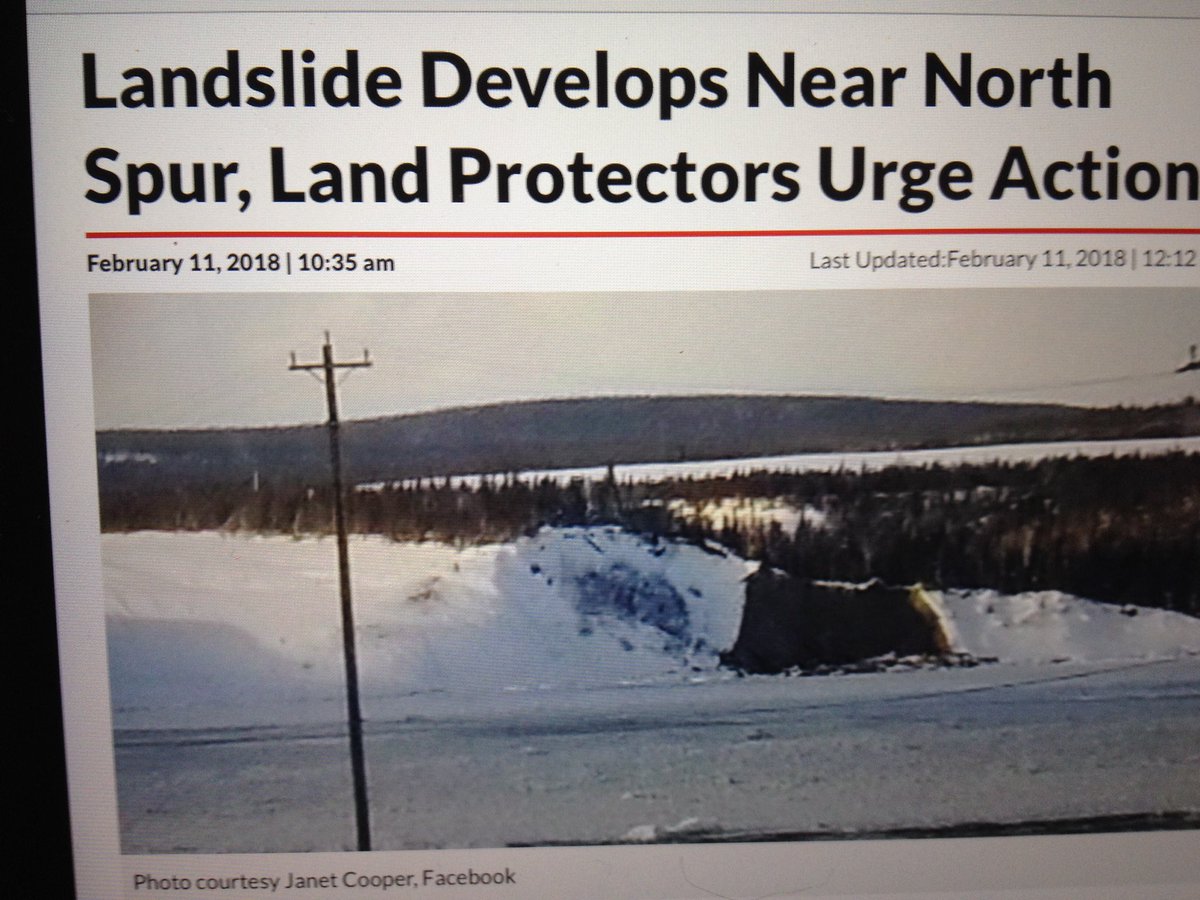 Landslide Develops Near North
Spur, Land Protectors Urge Action
February 11, 2018 | 10:35 am
Last Updated:February 11, 2018 | 12:12
Photo courtesy Janet Cooper, Facebook